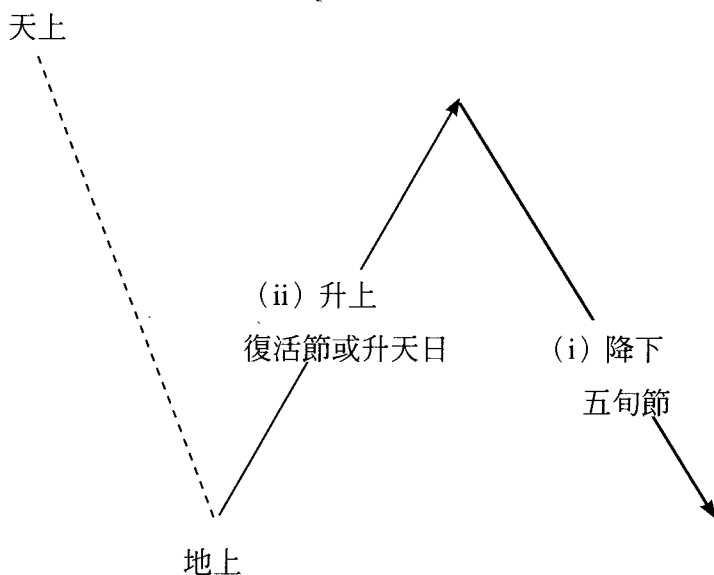 天上
（ii）升上
復活節或升天日
（i）降下
五旬節
地上